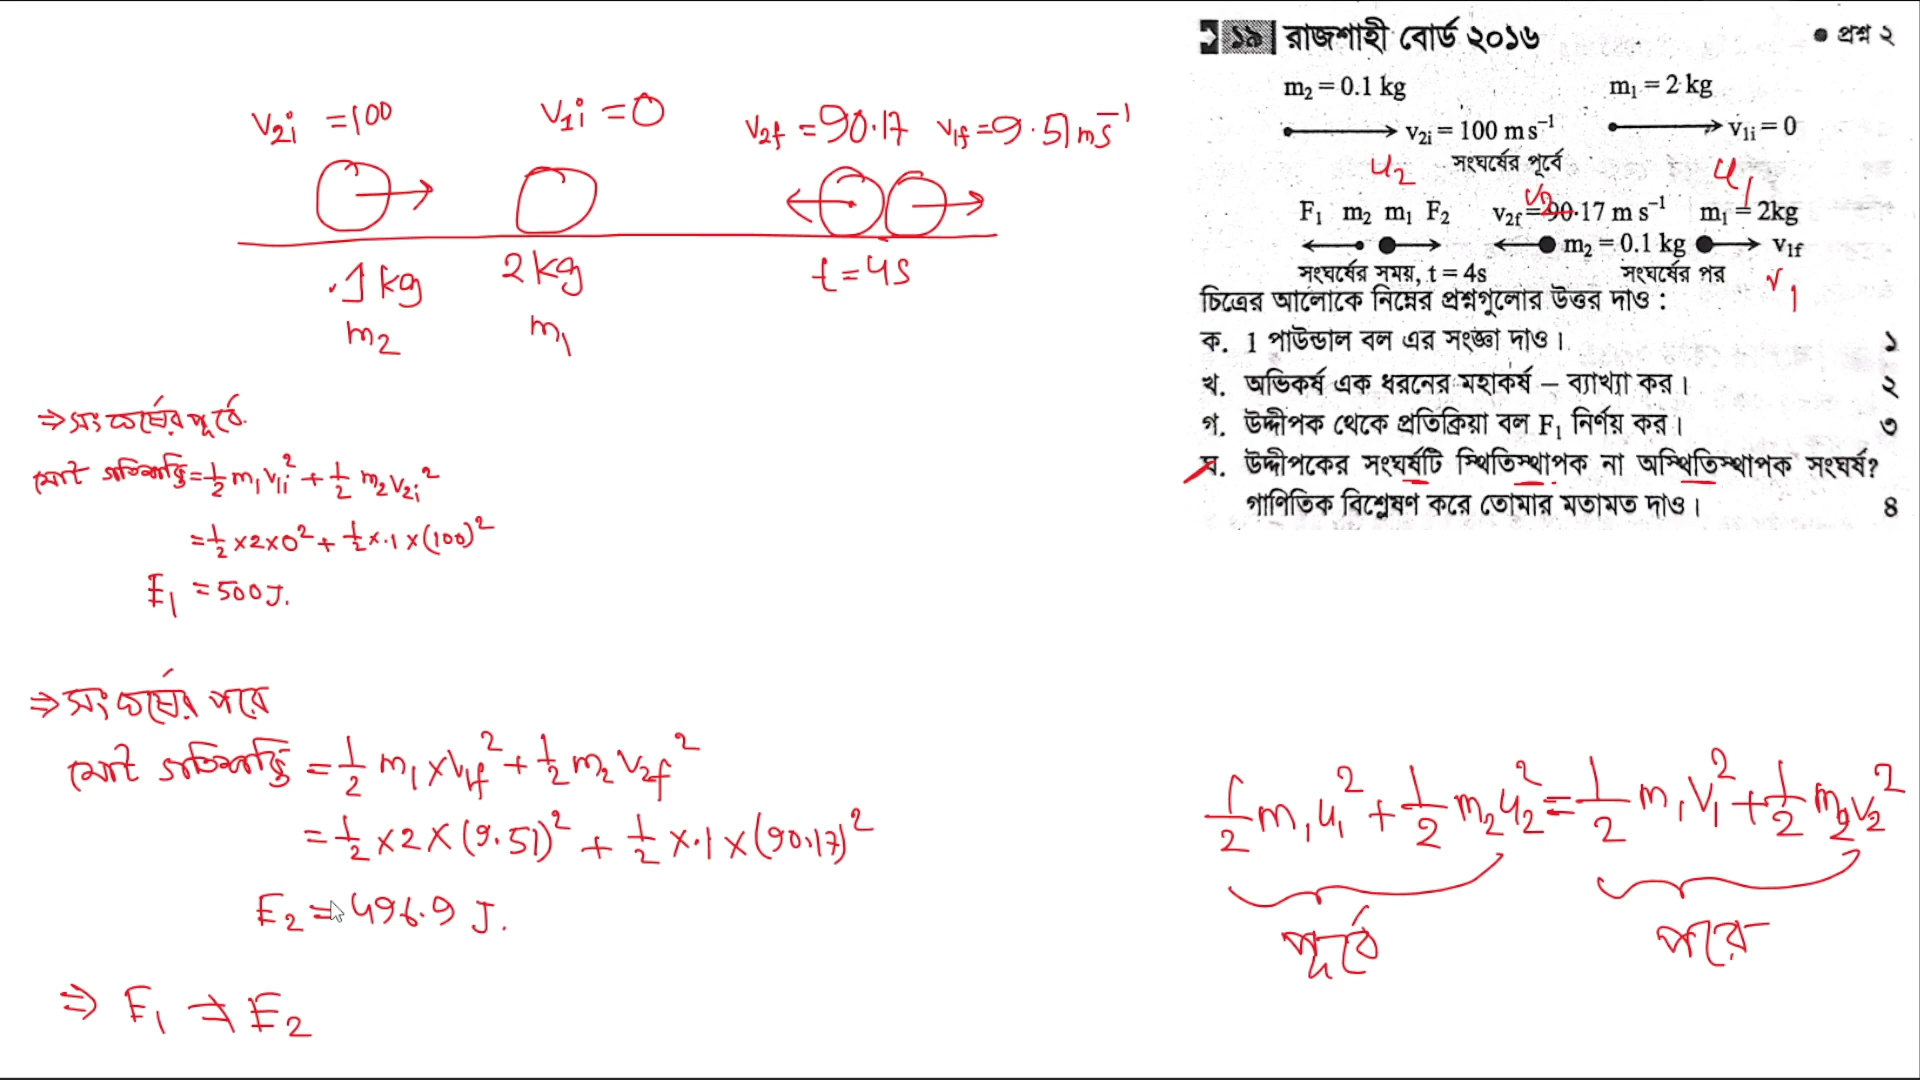 ১৯ রাজশাহী বোর্ড ২০১৬ ● প্রশ্ন ২
m₂ = 0.1 kg m₁ = 2 kg
v₂ᵢ = 100 m s⁻¹ v₁ᵢ = 0
সংঘর্ষের পূর্বে
u₂ u₁
v₂
F₁ m₂ m₁ F₂ v₂f = 90.17 m s⁻¹ m₁ = 2kg
m₂ = 0.1 kg v₁f
সংঘর্ষের সময়, t = 4s সংঘর্ষের পর
v₁
চিত্রের আলোকে নিম্নের প্রশ্নগুলোর উত্তর দাও :
ক. 1 পাউন্ডাল বল এর সংজ্ঞা দাও। ১
খ. অভিকর্ষ এক ধরনের মহাকর্ষ – ব্যাখ্যা কর। ২
গ. উদ্দীপক থেকে প্রতিক্রিয়া বল F₁ নির্ণয় কর। ৩
ঘ. উদ্দীপকের সংঘর্ষটি স্থিতিস্থাপক না অস্থিতিস্থাপক সংঘর্ষ?
গাণিতিক বিশ্লেষণ করে তোমার মতামত দাও। 8
V₂ᵢ = 100 V₁ᵢ = 0 V₂f = 90.17 V₁f = 9.51 ms⁻¹
.1 kg 2 kg t = 4s
m₂ m₁
⇒ সংঘর্ষের পূর্বে.
মোট গতিশক্তি = ½ m₁v₁ᵢ² + ½ m₂v₂ᵢ²
= ½ × 2 × 0² + ½ × .1 × (100)²
E₁ = 500 J.
⇒ সংঘর্ষের পরে
মোট গতিশক্তি = ½ m₁ × v₁f² + ½ m₂ v₂f²
= ½ × 2 × (9.51)² + ½ × .1 × (90.17)²
E₂ = 496.9 J.
⇒ E₁ ≠ E₂
½ m₁u₁² + ½ m₂u₂² = ½ m₁v₁² + ½ m₂v₂²
পূর্বে পরে